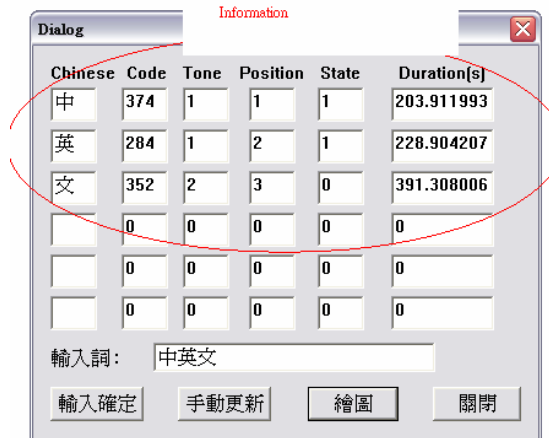 Information
Dialog
Chinese Code Tone Position State Duration(s)
中 374 1 1 1 203.911993
英 284 1 2 1 228.904207
文 352 2 3 0 391.308006
0 0 0 0 0
0 0 0 0 0
0 0 0 0 0
輸入詞: 中英文
輸入確定 手動更新 繪圖 關閉